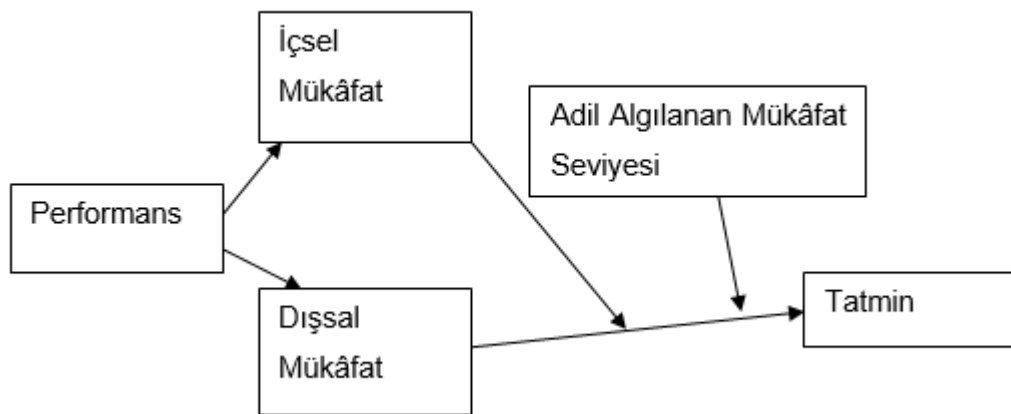 İçsel
Mükâfat
Adil Algılanan Mükâfat
Seviyesi
Performans
Dışsal
Mükâfat
Tatmin